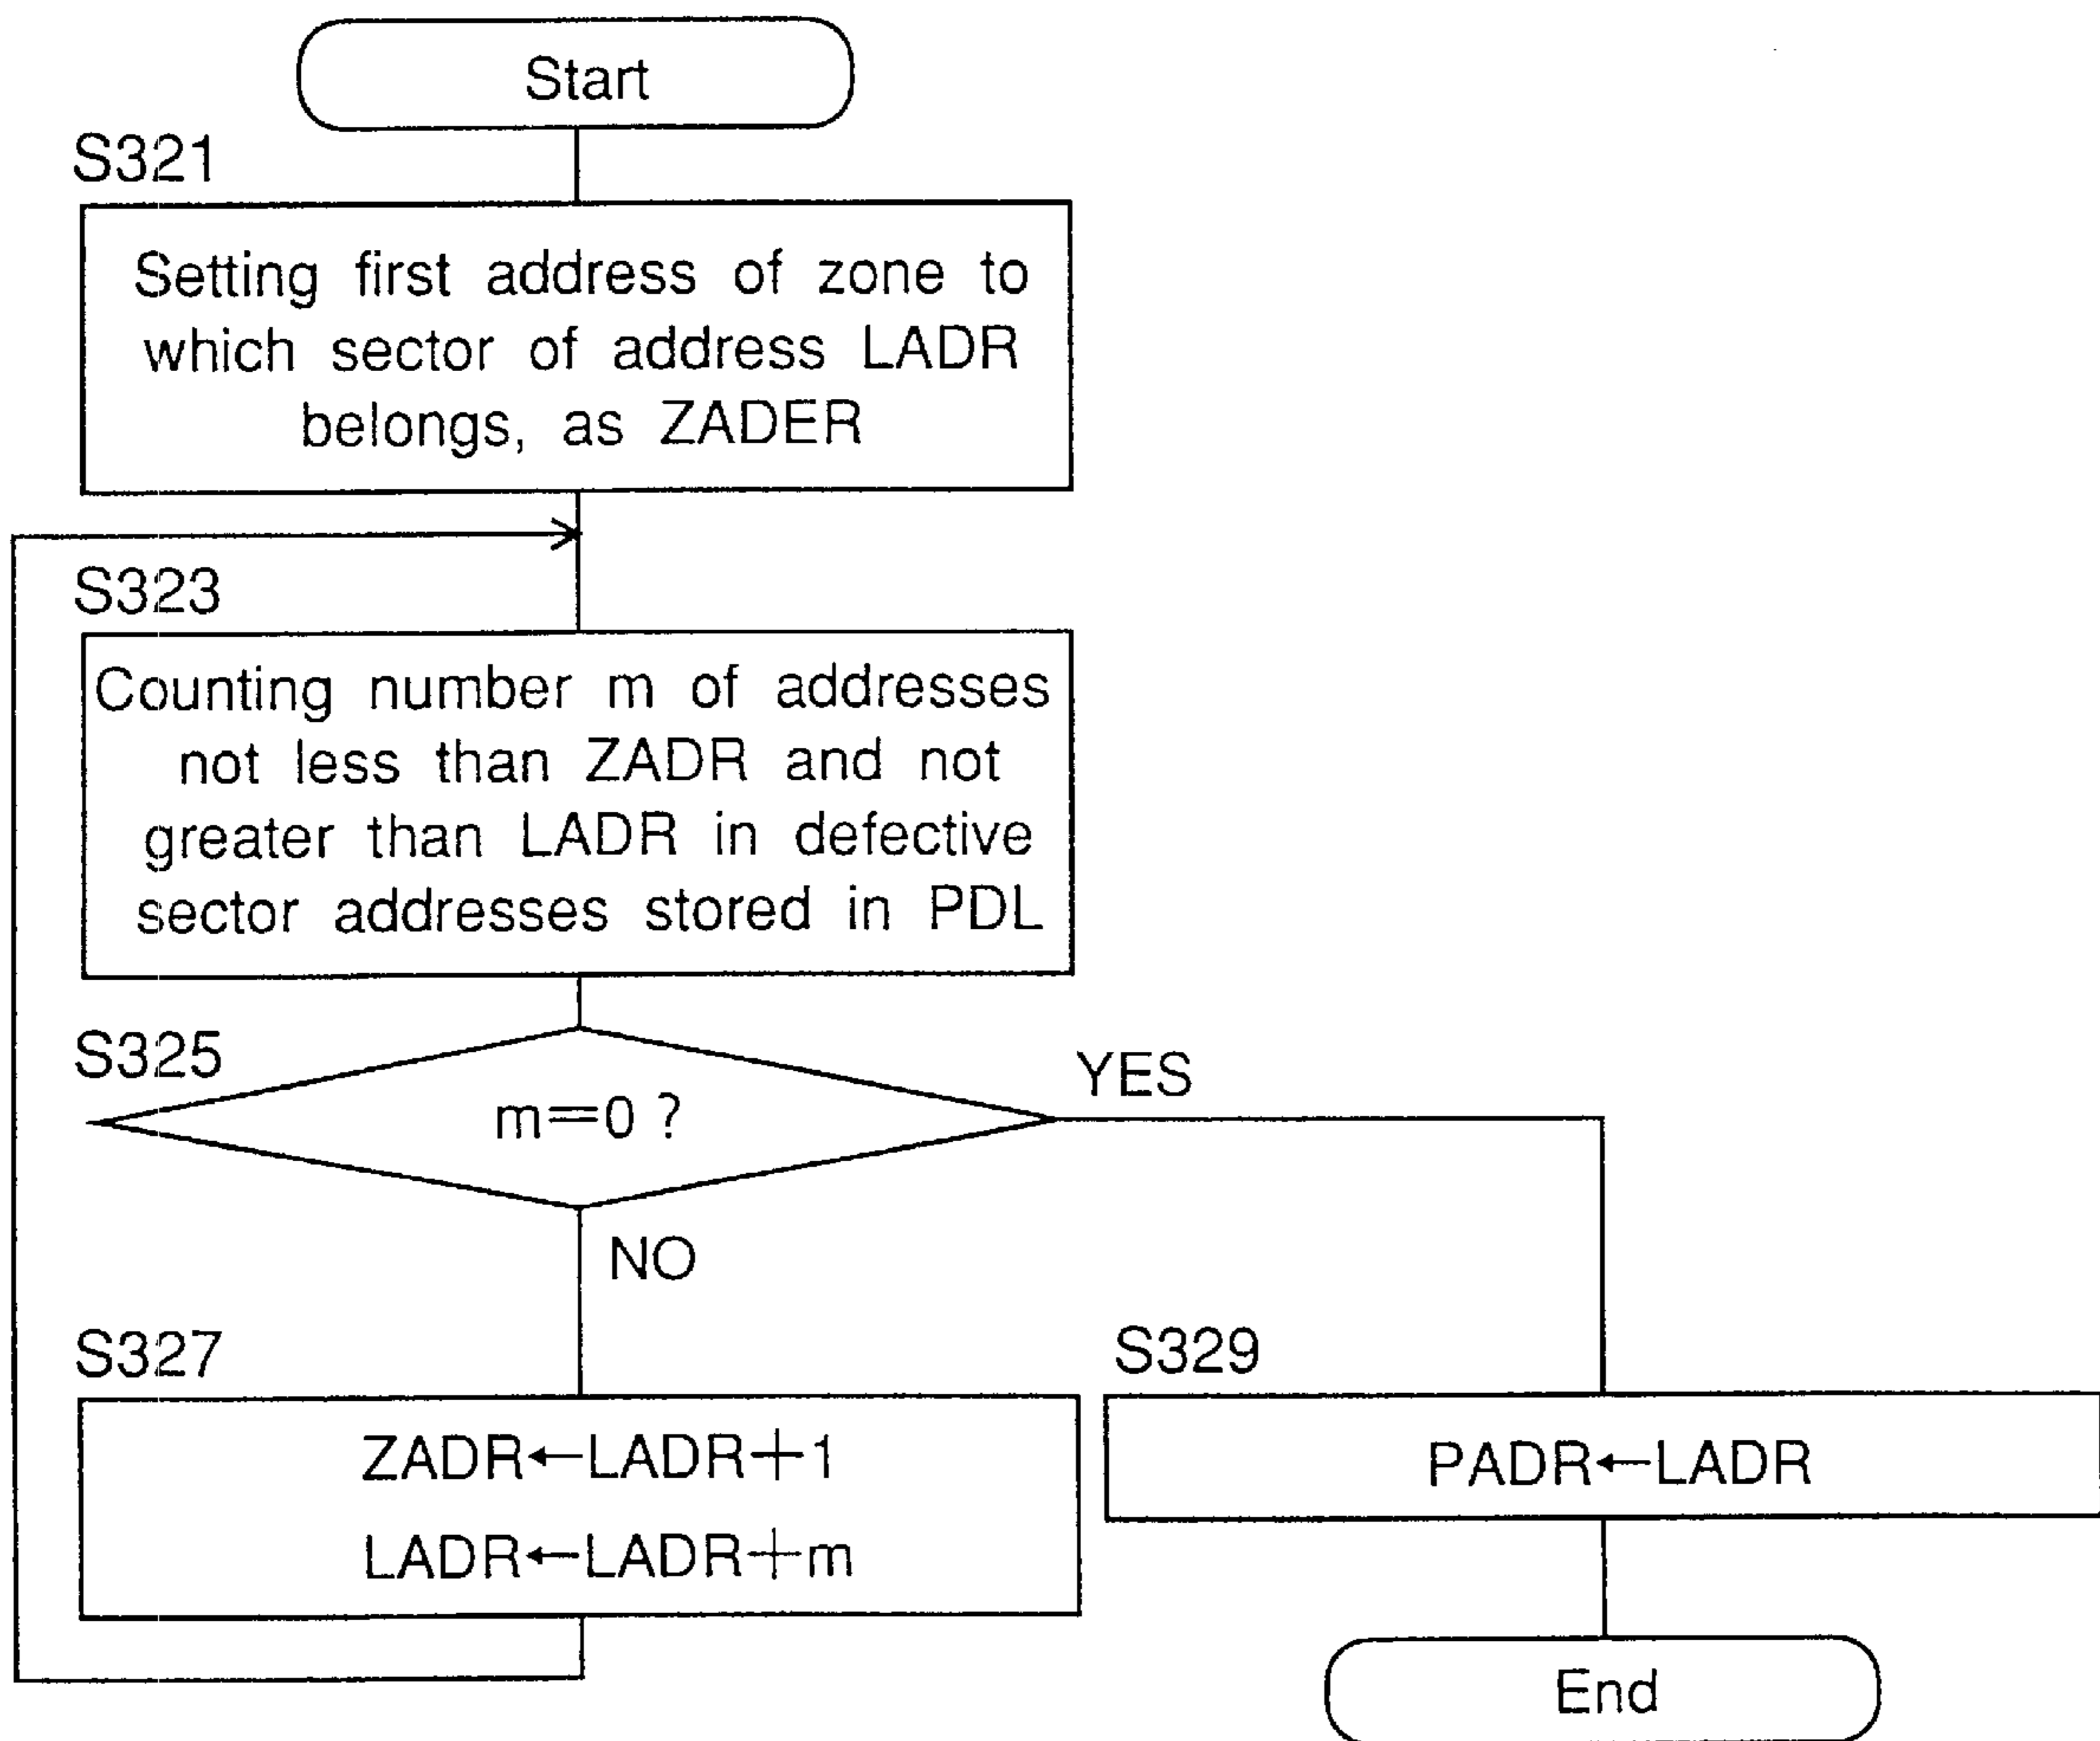 Start
S321
Setting first address of zone to
which sector of address LADR
belongs, as ZADER
S323
Counting number m of addresses
not less than ZADR and not
greater than LADR in defective
sector addresses stored in PDL
S325
m=0 ?
YES
NO
S327
ZADR←LADR+1
LADR←LADR+m
S329
PADR←LADR
End